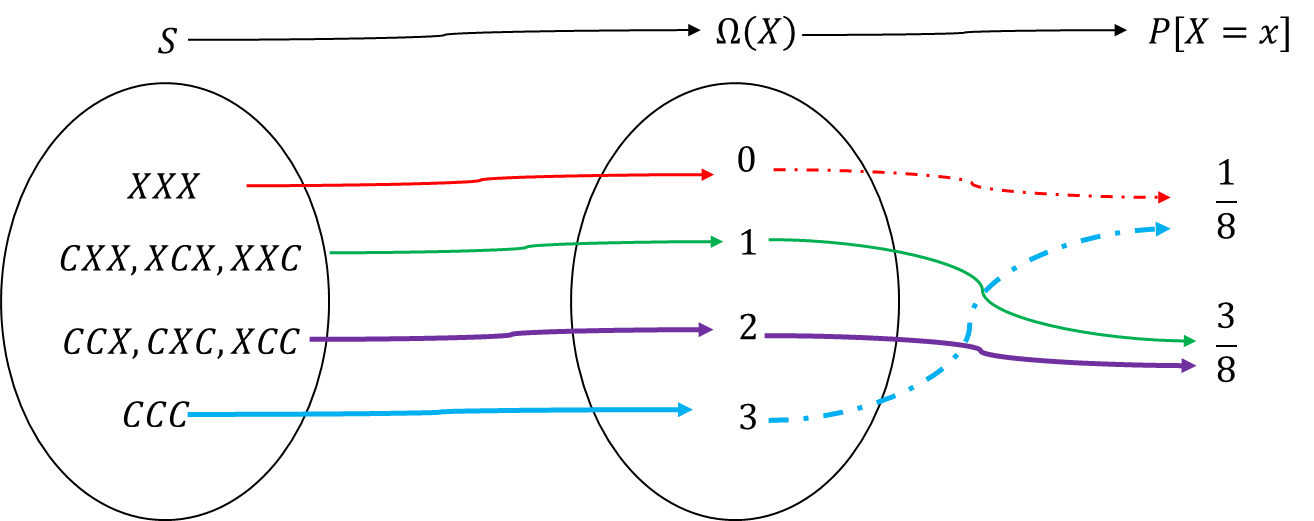 S Ω(X) P[X = x]
XXX 0 1/8
CXX, XCX, XXC 1
CCX, CXC, XCC 2 3/8
CCC 3